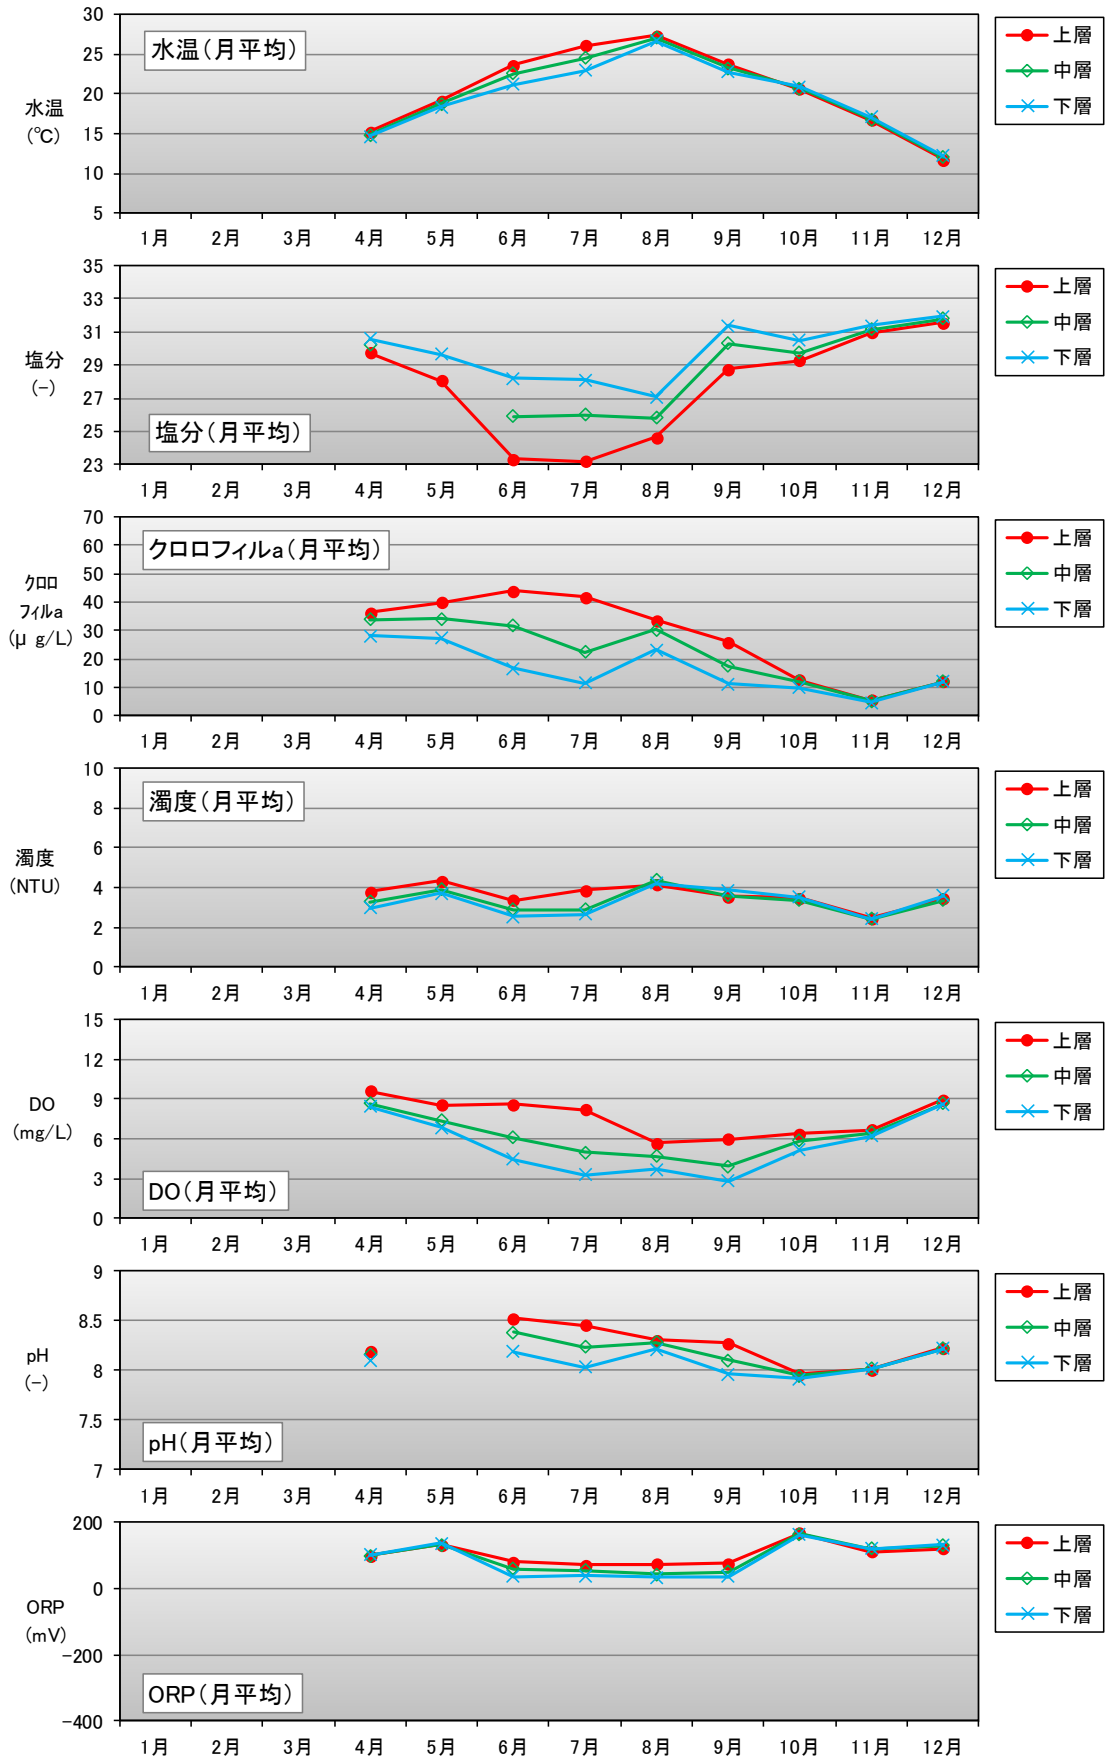 30
25
20
15
10
5
水温
(℃)
水温(月平均)
上層
中層
下層
1月 2月 3月 4月 5月 6月 7月 8月 9月 10月 11月 12月
35
33
31
29
27
25
23
塩分
(-)
塩分(月平均)
上層
中層
下層
1月 2月 3月 4月 5月 6月 7月 8月 9月 10月 11月 12月
70
60
50
40
30
20
10
0
クロロ
フィルa
(μ g/L)
クロロフィルa(月平均)
上層
中層
下層
1月 2月 3月 4月 5月 6月 7月 8月 9月 10月 11月 12月
10
8
6
4
2
0
濁度
(NTU)
濁度(月平均)
上層
中層
下層
1月 2月 3月 4月 5月 6月 7月 8月 9月 10月 11月 12月
15
12
9
6
3
0
DO
(mg/L)
DO(月平均)
上層
中層
下層
1月 2月 3月 4月 5月 6月 7月 8月 9月 10月 11月 12月
9
8.5
8
7.5
7
pH
(-)
pH(月平均)
上層
中層
下層
1月 2月 3月 4月 5月 6月 7月 8月 9月 10月 11月 12月
200
0
-200
-400
ORP
(mV)
ORP(月平均)
上層
中層
下層
1月 2月 3月 4月 5月 6月 7月 8月 9月 10月 11月 12月